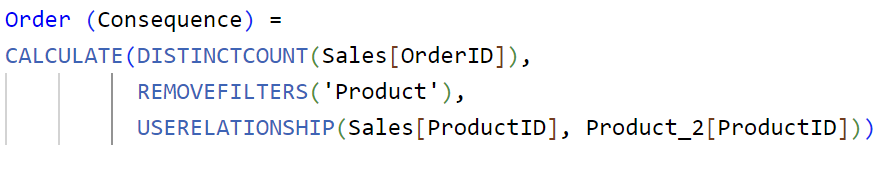 Order (Consequence) =
CALCULATE(DISTINCTCOUNT(Sales[OrderID]),
REMOVEFILTERS('Product'),
USERELATIONSHIP(Sales[ProductID], Product_2[ProductID]))